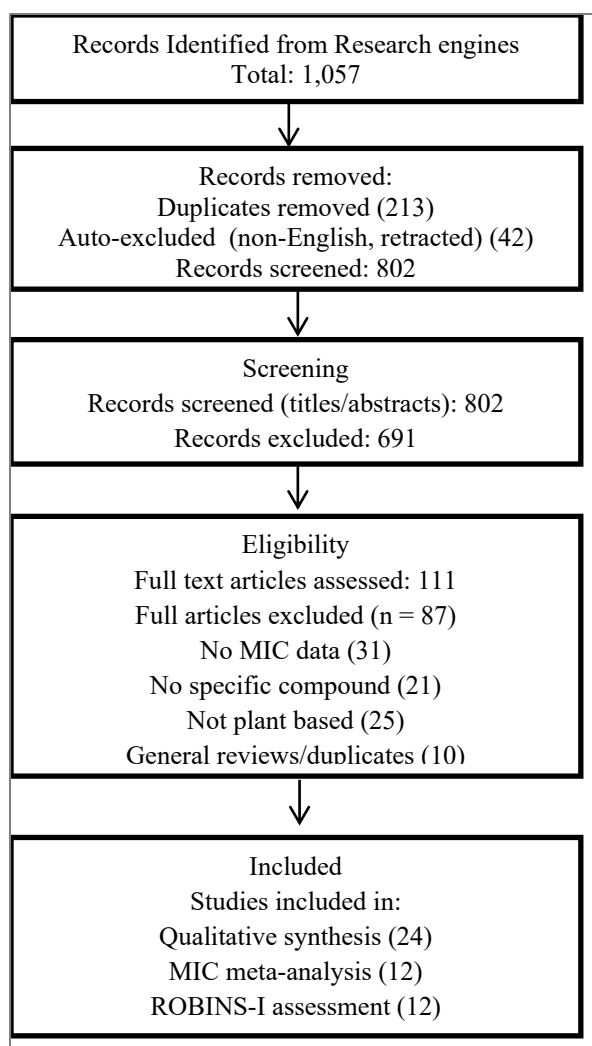 Records Identified from Research engines
Total: 1,057
Records removed:
Duplicates removed (213)
Auto-excluded (non-English, retracted) (42)
Records screened: 802
Screening
Records screened (titles/abstracts): 802
Records excluded: 691
Eligibility
Full text articles assessed: 111
Full articles excluded (n = 87)
No MIC data (31)
No specific compound (21)
Not plant based (25)
General reviews/duplicates (10)
Included
Studies included in:
Qualitative synthesis (24)
MIC meta-analysis (12)
ROBINS-I assessment (12)